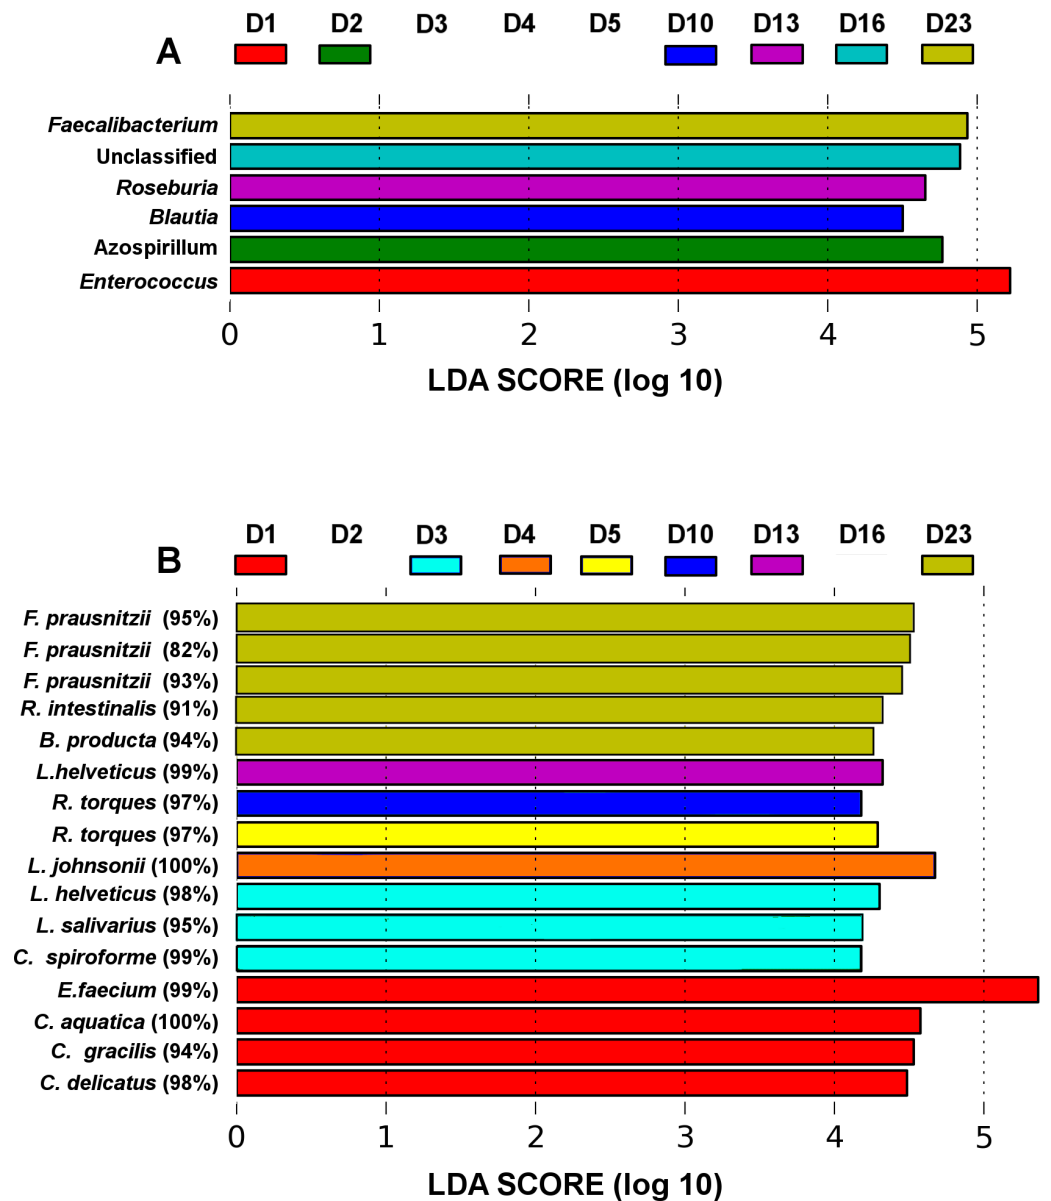 D1 D2 D3 D4 D5 D10 D13 D16 D23
A
Faecalibacterium
Unclassified
Roseburia
Blautia
Azospirillum
Enterococcus
0 1 2 3 4 5
LDA SCORE (log 10)
D1 D2 D3 D4 D5 D10 D13 D16 D23
B
F. prausnitzii (95%)
F. prausnitzii (82%)
F. prausnitzii (93%)
R. intestinalis (91%)
B. producta (94%)
L.helveticus (99%)
R. torques (97%)
R. torques (97%)
L. johnsonii (100%)
L. helveticus (98%)
L. salivarius (95%)
C. spiroforme (99%)
E.faecium (99%)
C. aquatica (100%)
C. gracilis (94%)
C. delicatus (98%)
0 1 2 3 4 5
LDA SCORE (log 10)